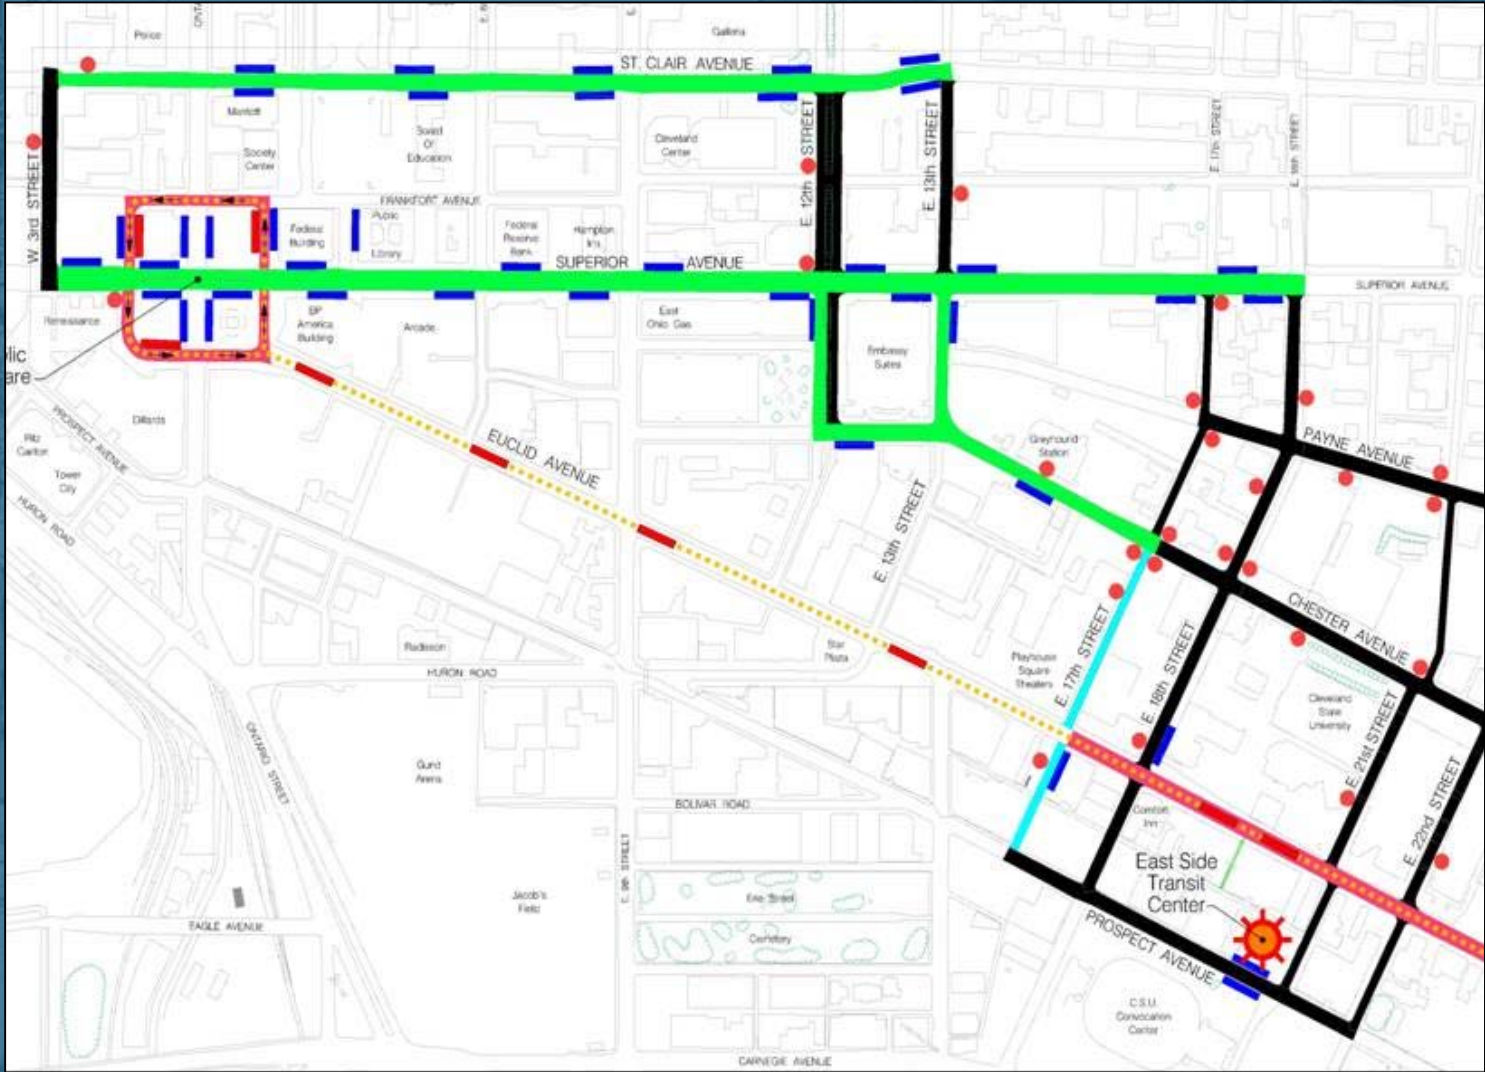 Police
Galleria
ST. CLAIR AVENUE
Marriott
Society
Center
Board
Of
Education
Cleveland
Center
E. 12th STREET
E. 13th STREET
E. 17th STREET
E. 18th STREET
W. 3rd STREET
FRANKFORT AVENUE
Federal
Building
Public
Library
Federal
Reserve
Bank
Hampton
Inn
SUPERIOR AVENUE
SUPERIOR AVENUE
Renaissance
BP
America
Building
Arcade
East
Ohio Gas
Embassy
Suites
lic
are
Dillards
PROSPECT AVENUE
Ritz
Carlton
Tower
City
HURON ROAD
EUCLID AVENUE
Greyhound
Station
PAYNE AVENUE
E. 13th STREET
CHESTER AVENUE
Radisson
HURON ROAD
Star
Plaza
Playhouse
Square
Theaters
E. 17th STREET
E. 18th STREET
Cleveland
State
University
E. 21st STREET
E. 22nd STREET
ONTARIO STREET
Gund
Arena
BOLIVAR ROAD
Comfort
Inn
East Side
Transit
Center
E. 9th STREET
Jacob's
Field
Erie Street
Cemetery
EAGLE AVENUE
PROSPECT AVENUE
C.S.U.
Convocation
Center
CARNEGIE AVENUE